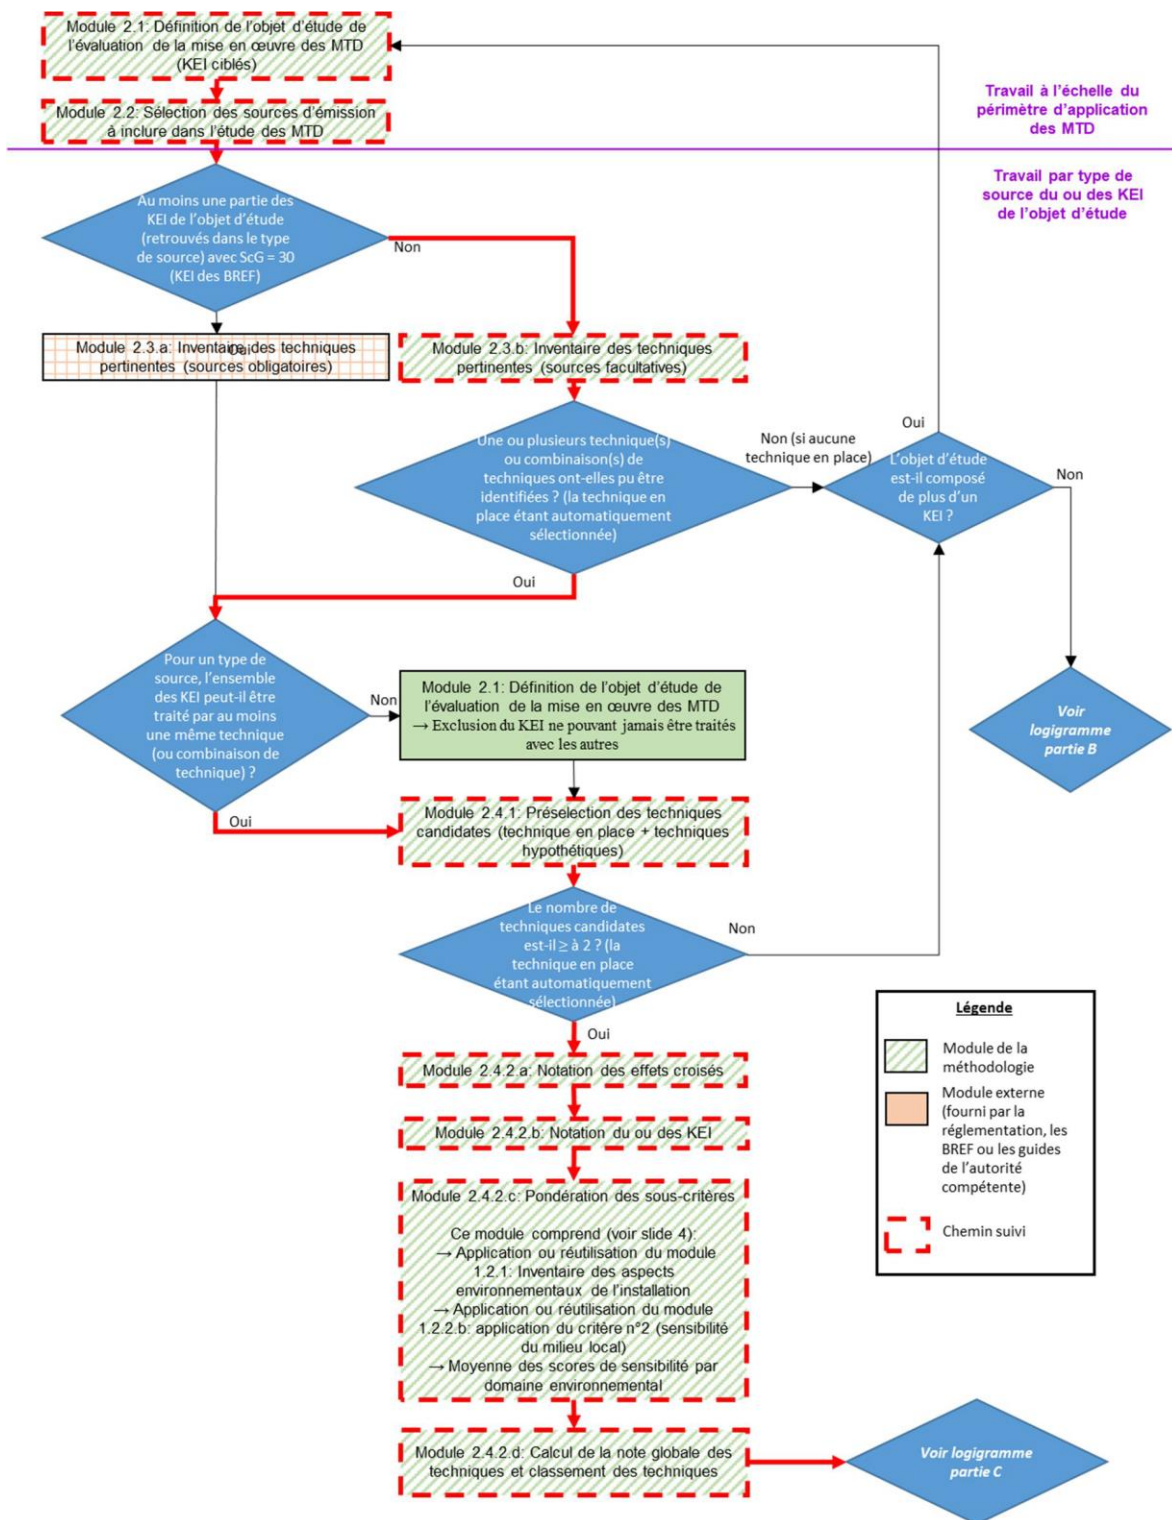 Module 2.1: Définition de l'objet d'étude de
l'évaluation de la mise en œuvre des MTD
(KEI ciblés)
Travail à l'échelle du
périmètre d'application
des MTD
Module 2.2: Sélection des sources d'émission
à inclure dans l'étude des MTD
Travail par type de
source du ou des KEI
de l'objet d'étude
Au moins une partie des
KEI de l'objet d'étude
(retrouvés dans le type
de source) avec ScG = 30
(KEI des BREF)
Non
Oui
Module 2.3.a: Inventaire des techniques
pertinentes (sources obligatoires)
Module 2.3.b: Inventaire des techniques
pertinentes (sources facultatives)
Une ou plusieurs technique(s)
ou combinaison(s) de
techniques ont-elles pu être
identifiées ? (la technique en
place étant automatiquement
sélectionnée)
Non (si aucune
technique en place)
Oui
L'objet d'étude
est-il composé
de plus d'un
KEI ?
Non
Oui
Voir
logigramme
partie B
Pour un type de
source, l'ensemble
des KEI peut-il être
traité par au moins
une même technique
(ou combinaison de
technique) ?
Non
Module 2.1: Définition de l'objet d'étude de
l'évaluation de la mise en œuvre des MTD
→ Exclusion du KEI ne pouvant jamais être traités
avec les autres
Oui
Module 2.4.1: Préselection des techniques
candidates (technique en place + techniques
hypothétiques)
Le nombre de
techniques candidates
est-il ≥ à 2 ? (la
technique en place
étant automatiquement
sélectionnée)
Non
Oui
Module 2.4.2.a: Notation des effets croisés
Module 2.4.2.b: Notation du ou des KEI
Module 2.4.2.c: Pondération des sous-critères
Ce module comprend (voir slide 4):
→ Application ou réutilisation du module
1.2.1: Inventaire des aspects
environnementaux de l'installation
→ Application ou réutilisation du module
1.2.2.b: application du critère n°2 (sensibilité
du milieu local)
→ Moyenne des scores de sensibilité par
domaine environnemental
Module 2.4.2.d: Calcul de la note globale des
techniques et classement des techniques
Voir logigramme
partie C
Légende
Module de la
méthodologie
Module externe
(fourni par la
réglementation, les
BREF ou les guides
de l'autorité
compétente)
Chemin suivi